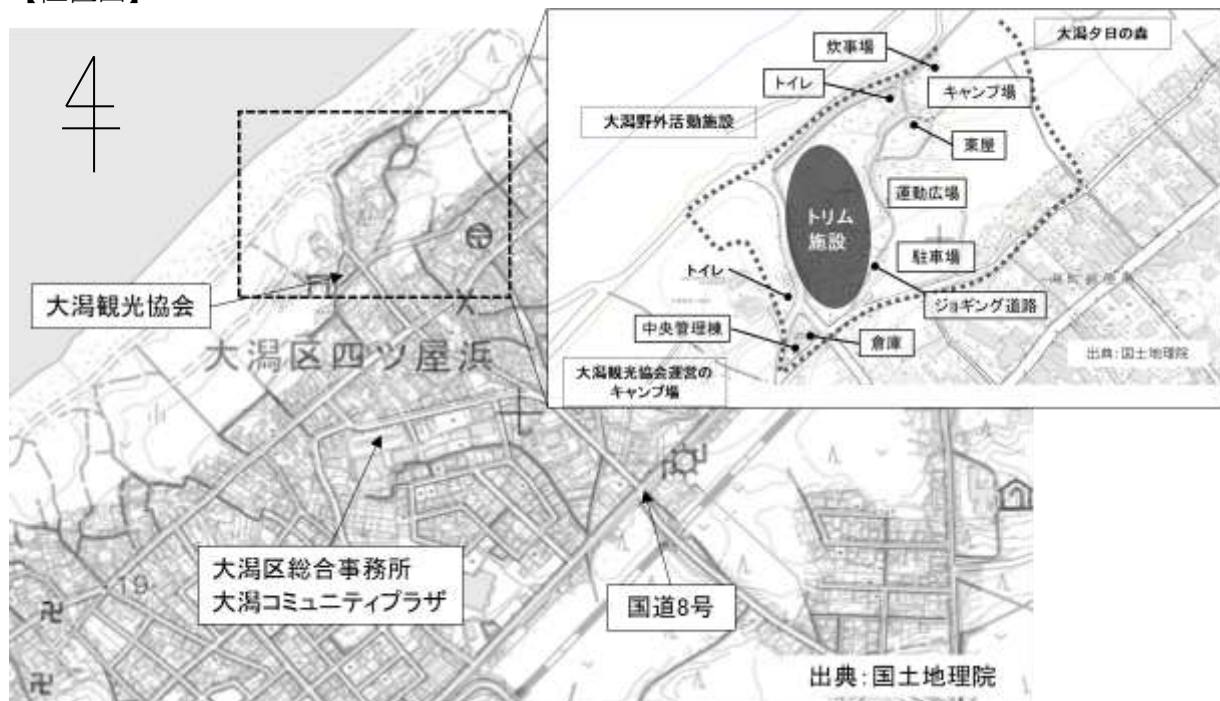 炊事場
大潟夕日の森
トイレ
キャンプ場
大潟野外活動施設
東屋
運動広場
トリム
施設
駐車場
トイレ
ジョギング道路
中央管理棟
倉庫
出典：国土地理院
大潟観光協会運営の
キャンプ場
大潟観光協会
大潟区四ツ屋浜
大潟区総合事務所
大潟コミュニティプラザ
19
国道8号
出典：国土地理院